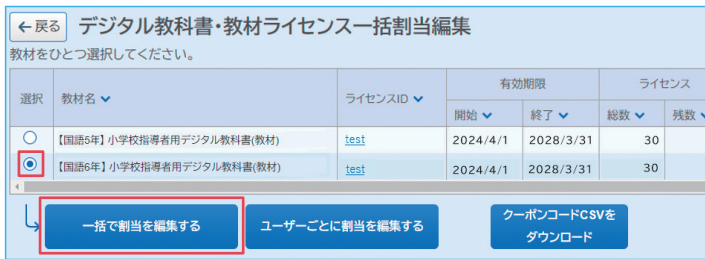 ←戻る デジタル教科書・教材ライセンス一括割当編集
教材をひとつ選択してください。
選択 教材名 ライセンスID 有効期限 ライセンス
開始 終了 総数 残数
【国語5年】小学校指導者用デジタル教科書(教材) test 2024/4/1 2028/3/31 30
【国語6年】小学校指導者用デジタル教科書(教材) test 2024/4/1 2028/3/31 30
一括で割当を編集する ユーザーごとに割当を編集する クーポンコードCSVを
ダウンロード